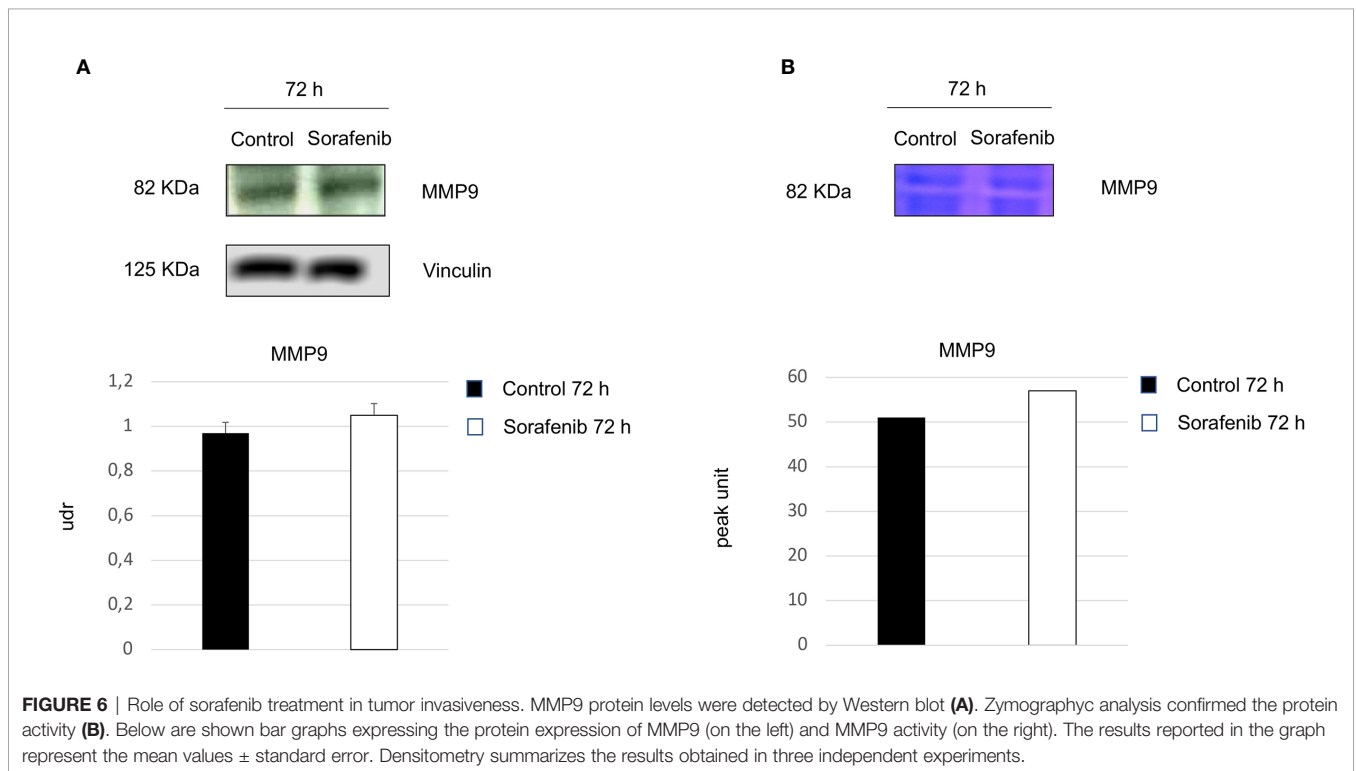 A
72 h
Control Sorafenib
82 KDa
MMP9
125 KDa
Vinculin
MMP9
1,2
1
0,8
0,6
0,4
0,2
0
udr
Control 72 h
Sorafenib 72 h
B
72 h
Control Sorafenib
82 KDa
MMP9
MMP9
60
50
40
30
20
10
0
peak unit
Control 72 h
Sorafenib 72 h
FIGURE 6 | Role of sorafenib treatment in tumor invasiveness. MMP9 protein levels were detected by Western blot (A). Zymographyc analysis confirmed the protein
activity (B). Below are shown bar graphs expressing the protein expression of MMP9 (on the left) and MMP9 activity (on the right). The results reported in the graph
represent the mean values ± standard error. Densitometry summarizes the results obtained in three independent experiments.